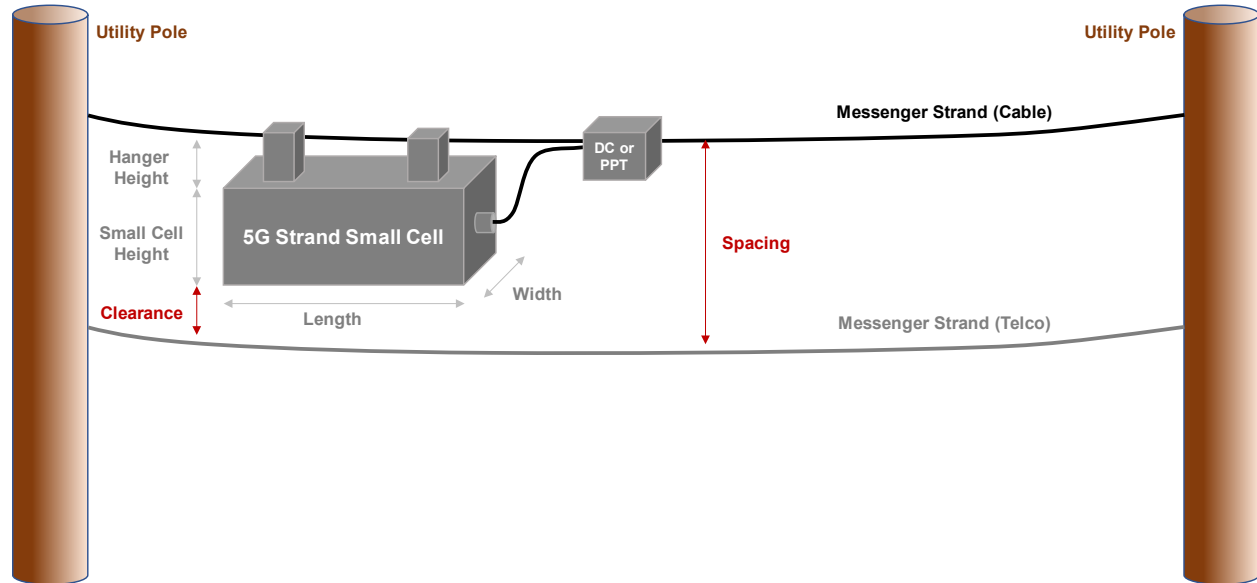 Utility Pole
Utility Pole
Messenger Strand (Cable)
DC or
PPT
Hanger
Height
Small Cell
Height
5G Strand Small Cell
Spacing
Width
Clearance
Length
Messenger Strand (Telco)